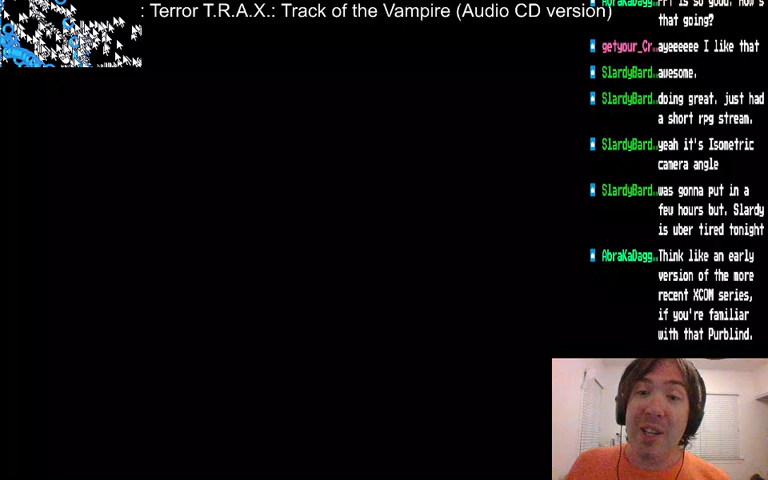 : Terror T.R.A.X.: Track of the Vampire (Audio CD version)
that going?
getyour_Cr..ayeeeeee I like that
SlardyBard..awesome.
SlardyBard..doing great. just had
a short rpg stream.
SlardyBard..yeah it's Isometric
camera angle
SlardyBard..was gonna put in a
few hours but. Slardy
is uber tired tonight
AbraKaDagg..Think like an early
version of the more
recent XCOM series,
if you're familiar
with that Purblind.